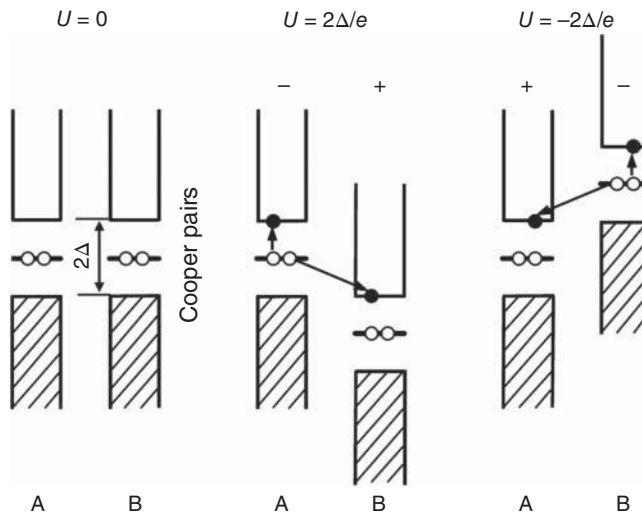 U = 0
U = 2Δ/e
U = −2Δ/e
− +
+ −
2Δ
Cooper pairs
A B
A B
A B